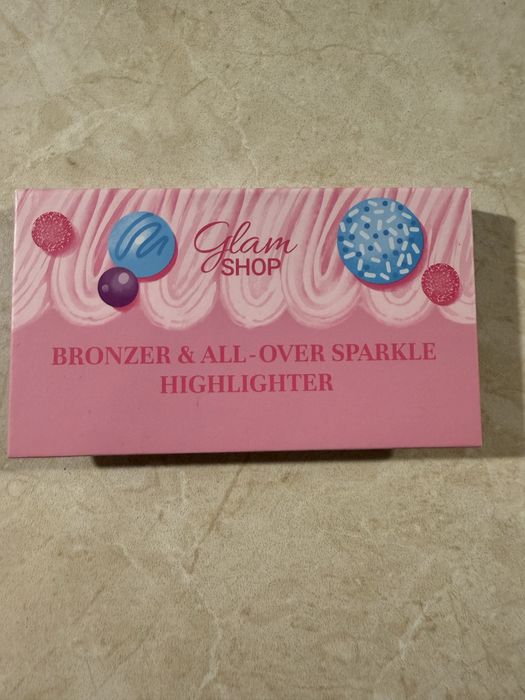 Glam
SHOP
BRONZER & ALL-OVER SPARKLE
HIGHLIGHTER